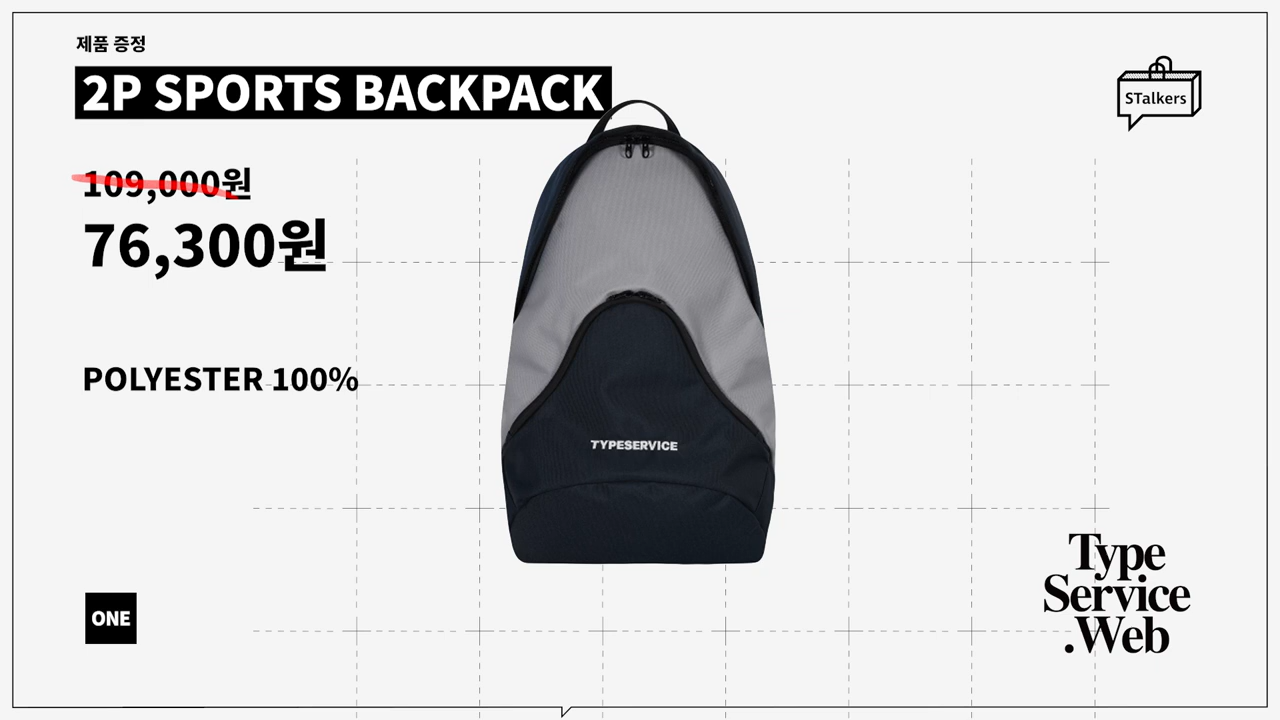 제품 증정
2P SPORTS BACKPACK
STalkers
109,000원
76,300원
POLYESTER 100%
TYPESERVICE
ONE
Type
Service
.Web